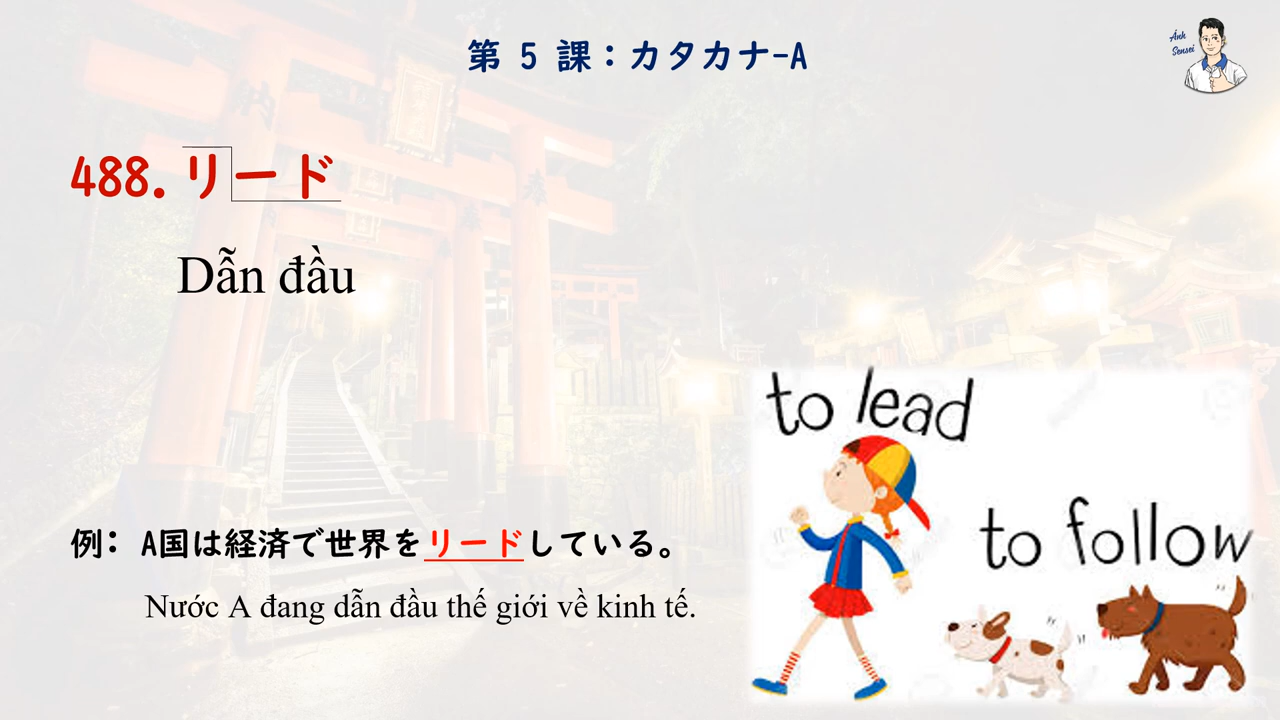 第 5 課：カタカナ-A
Anh
Sensei
488. リード
Dẫn đầu
to lead
to follow
例: A国は経済で世界をリードしている。
Nước A đang dẫn đầu thế giới về kinh tế.